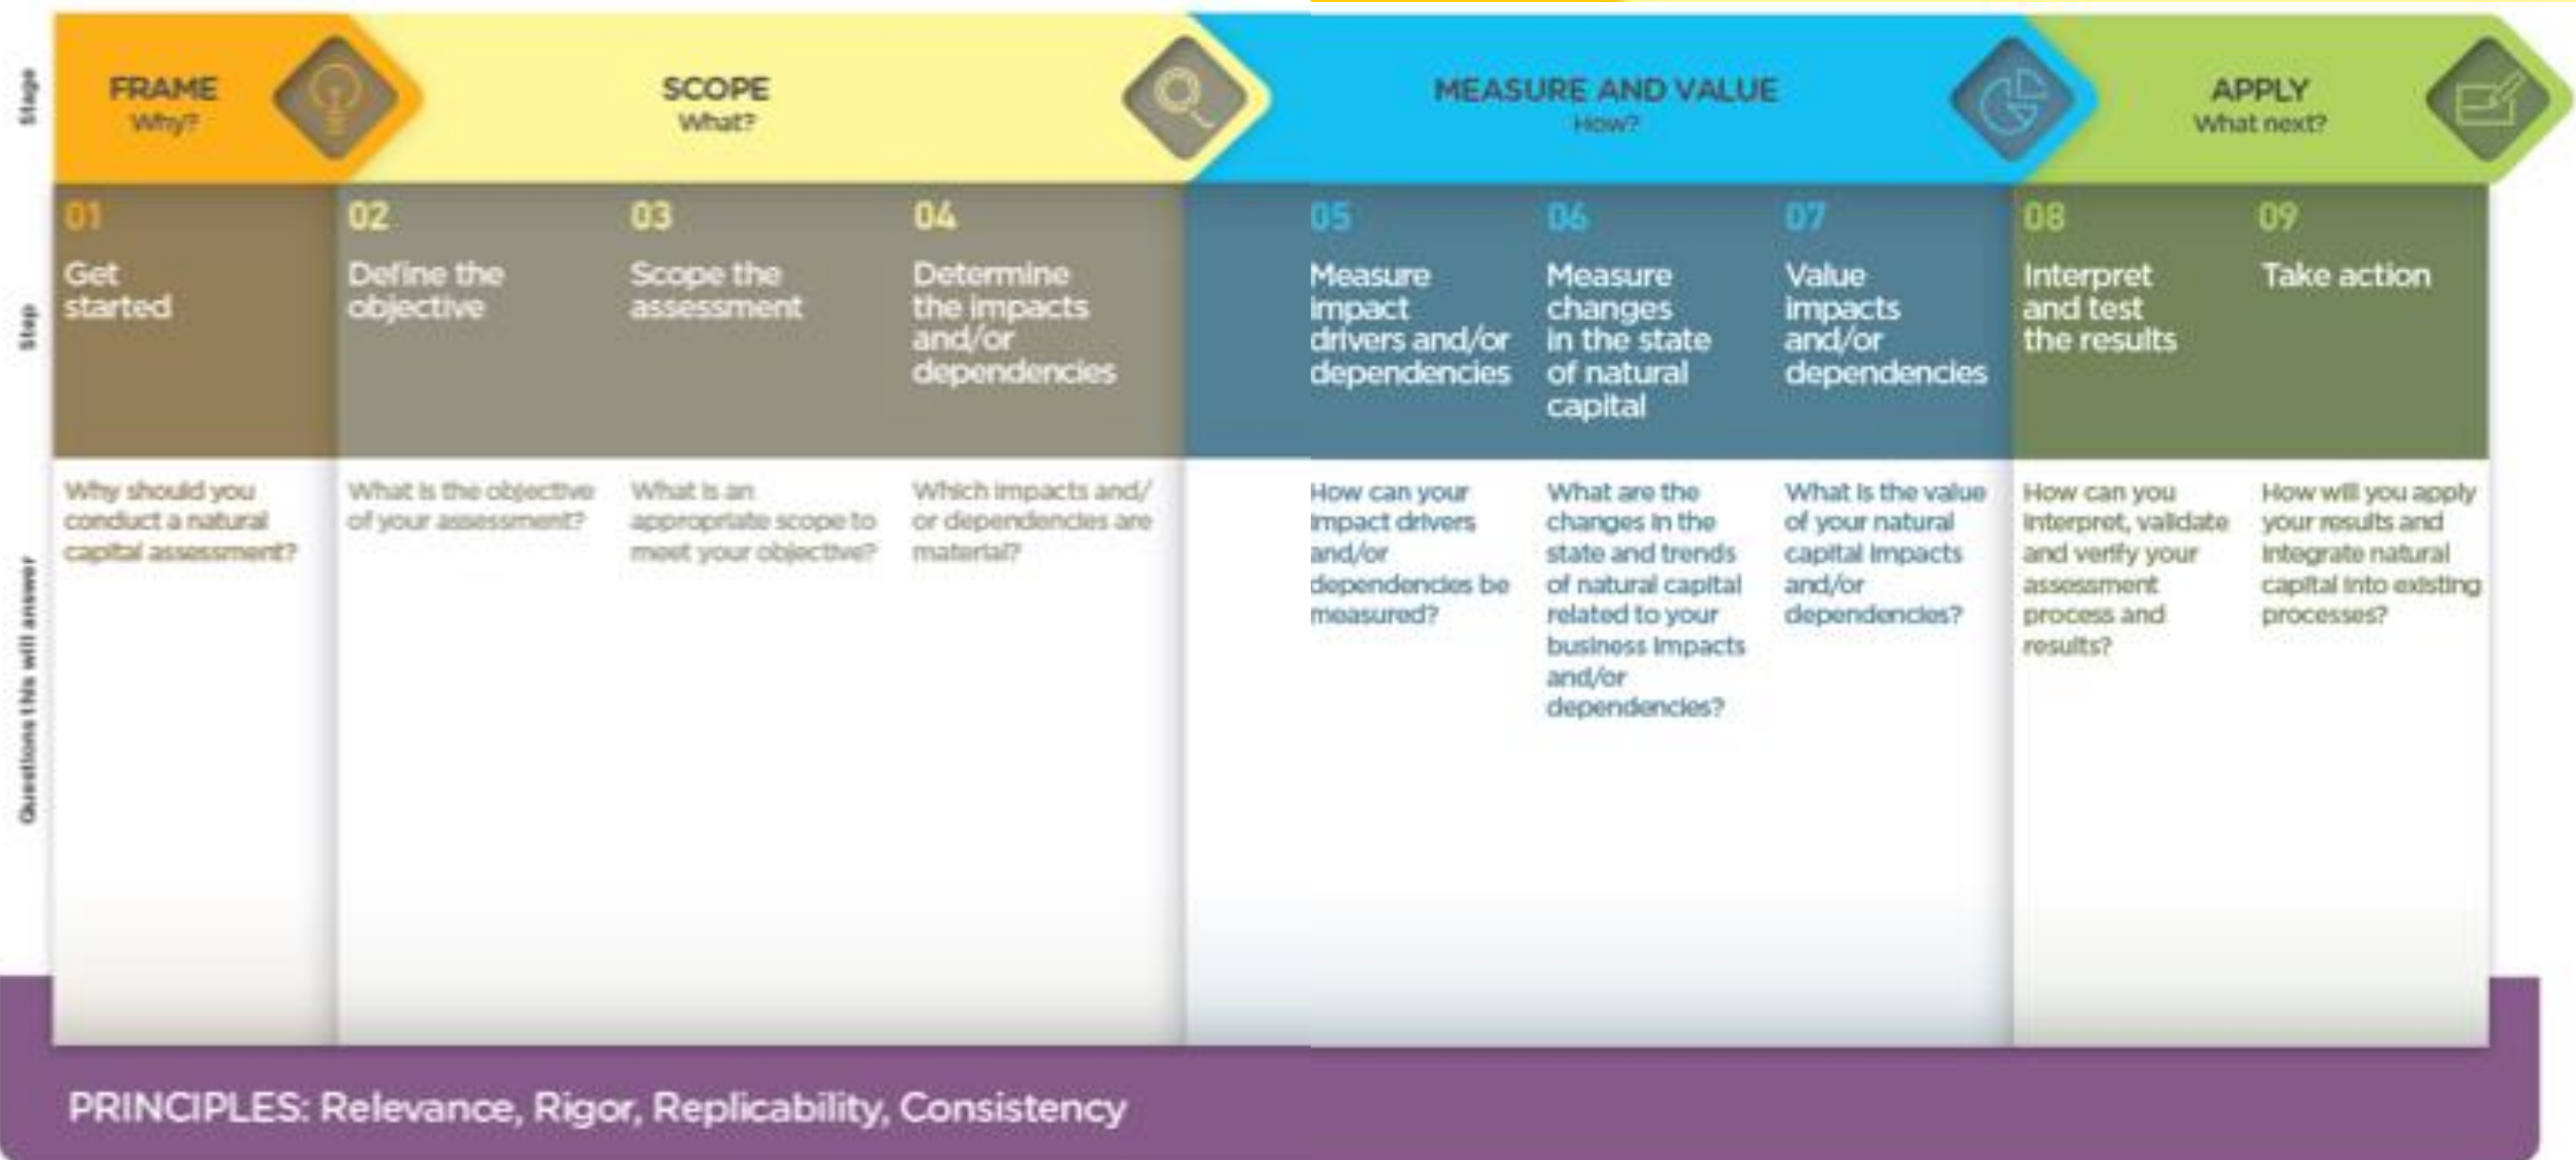 Stage
FRAME
Why?
SCOPE
What?
MEASURE AND VALUE
How?
APPLY
What next?
Step
01
Get
started
02
Define the
objective
03
Scope the
assessment
04
Determine
the impacts
and/or
dependencies
05
Measure
impact
drivers and/or
dependencies
06
Measure
changes
in the state
of natural
capital
07
Value
impacts
and/or
dependencies
08
Interpret
and test
the results
09
Take action
Questions this will answer
Why should you
conduct a natural
capital assessment?
What is the objective
of your assessment?
What is an
appropriate scope to
meet your objective?
Which impacts and/
or dependencies are
material?
How can your
impact drivers
and/or
dependencies be
measured?
What are the
changes in the
state and trends
of natural capital
related to your
business impacts
and/or
dependencies?
What is the value
of your natural
capital impacts
and/or
dependencies?
How can you
interpret, validate
and verify your
assessment
process and
results?
How will you apply
your results and
integrate natural
capital into existing
processes?
PRINCIPLES: Relevance, Rigor, Replicability, Consistency